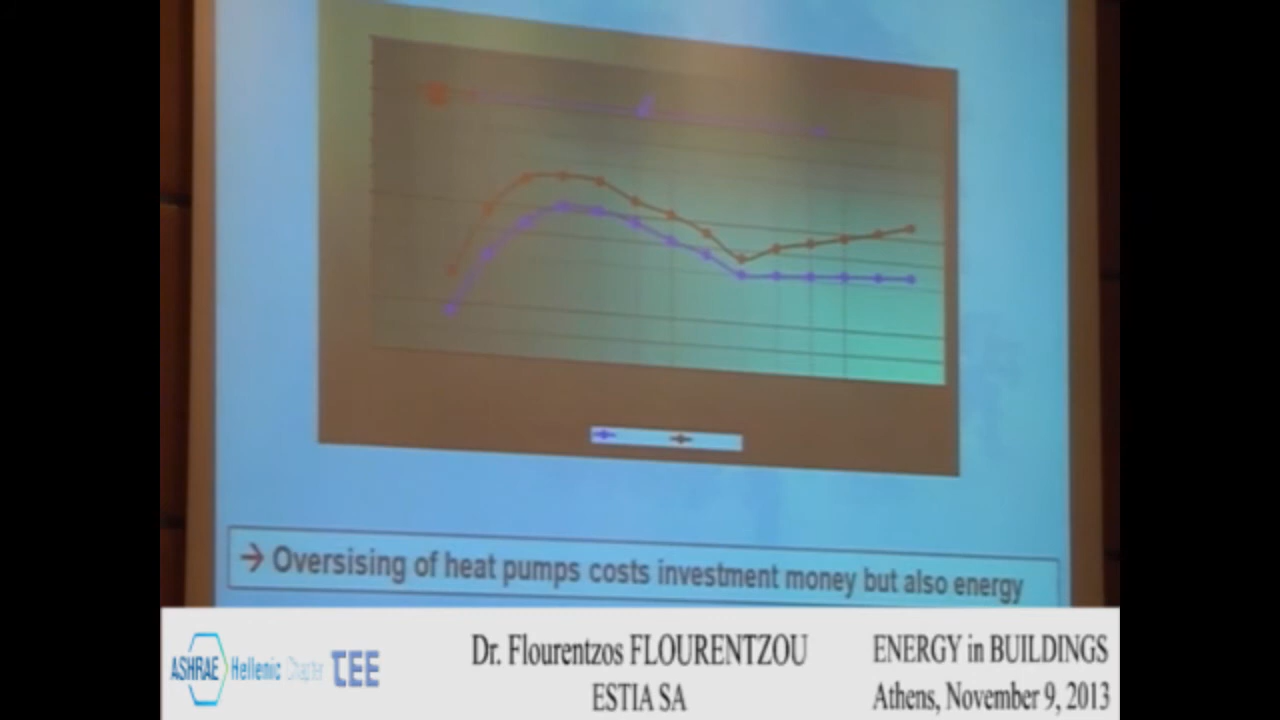 → Oversising of heat pumps costs investment money but also energy
ASHRAE Hellenic Chapter TEE
Dr. Flourentzos FLOURENTZOU
ESTIA SA
ENERGY in BUILDINGS
Athens, November 9, 2013